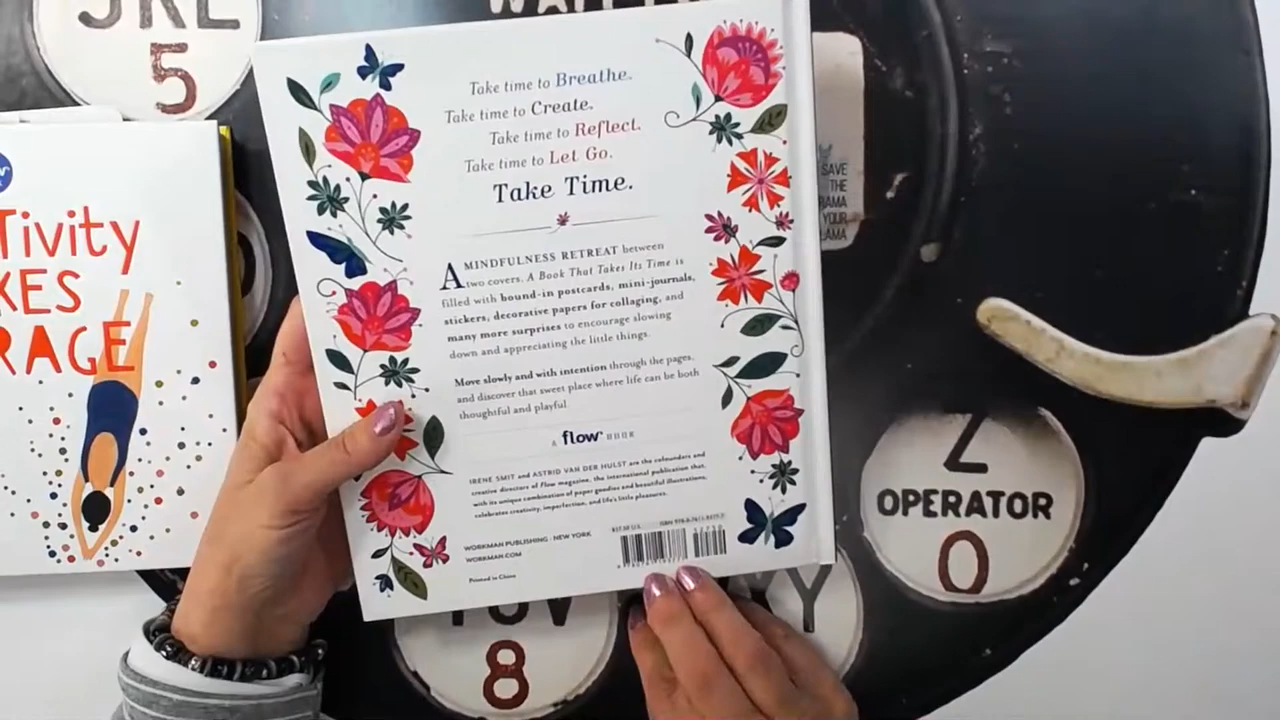 JKL
5
Take time to Breathe.
Take time to Create.
Take time to Reflect.
Take time to Let Go.
Take Time.
A MINDFULNESS RETREAT between
two covers. A Book That Takes Its Time is
filled with bound-in postcards, mini-journals,
stickers, decorative papers for collaging, and
many more surprises to encourage slowing
down and appreciating the little things.
Move slowly and with intention through the pages,
and discover that sweet place where life can be both
thoughtful and playful
A flow BOOK
IRENE SMIT and ASTRID VAN DER HULST are the cofounders and
creative directors of Flow magazine, the international publication that,
with its unique combination of paper goodies and beautiful illustrations,
celebrates creativity, imperfection, and life's little pleasures.
WORKMAN PUBLISHING · NEW YORK
WORKMAN.COM
Printed in China
tivity
KES
RAGE
SAVE
THE
AMA
YOUR
LAMA
Z
OPERATOR
0
TUV
8
XY